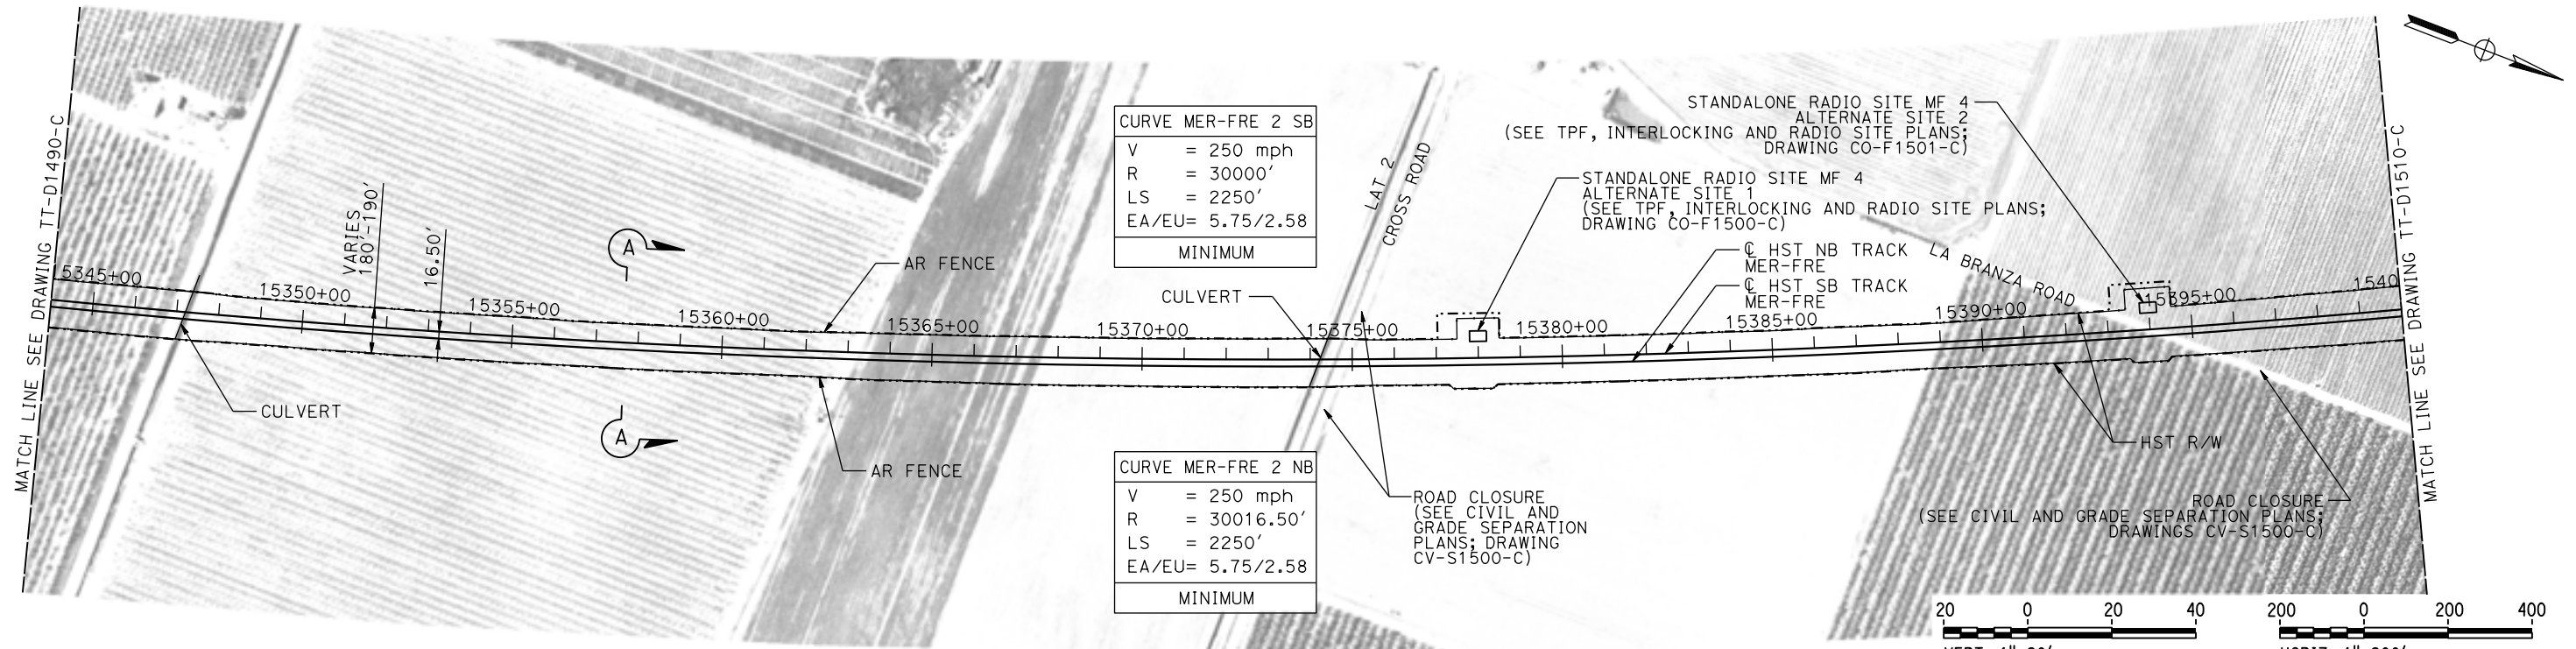 MATCH LINE SEE DRAWING TT-D1490-C
15345+00
15350+00
15355+00
15360+00
15365+00
15370+00
15375+00
15380+00
15385+00
15390+00
15395+00
1540
VARIES
180'-190'
16.50'
A
A
AR FENCE
AR FENCE
CULVERT
CULVERT
CURVE MER-FRE 2 SB
V = 250 mph
R = 30000'
LS = 2250'
EA/EU= 5.75/2.58
MINIMUM
CURVE MER-FRE 2 NB
V = 250 mph
R = 30016.50'
LS = 2250'
EA/EU= 5.75/2.58
MINIMUM
LAT 2
CROSS ROAD
ROAD CLOSURE
(SEE CIVIL AND
GRADE SEPARATION
PLANS; DRAWING
CV-S1500-C)
STANDALONE RADIO SITE MF 4
ALTERNATE SITE 2
(SEE TPF, INTERLOCKING AND RADIO SITE PLANS;
DRAWING CO-F1501-C)
STANDALONE RADIO SITE MF 4
ALTERNATE SITE 1
(SEE TPF, INTERLOCKING AND RADIO SITE PLANS;
DRAWING CO-F1500-C)
℄ HST NB TRACK
MER-FRE
℄ HST SB TRACK
MER-FRE
LA BRANZA ROAD
HST R/W
ROAD CLOSURE
(SEE CIVIL AND GRADE SEPARATION PLANS;
DRAWINGS CV-S1500-C)
MATCH LINE SEE DRAWING TT-D1510-C
20 0 20 40
200 0 200 400